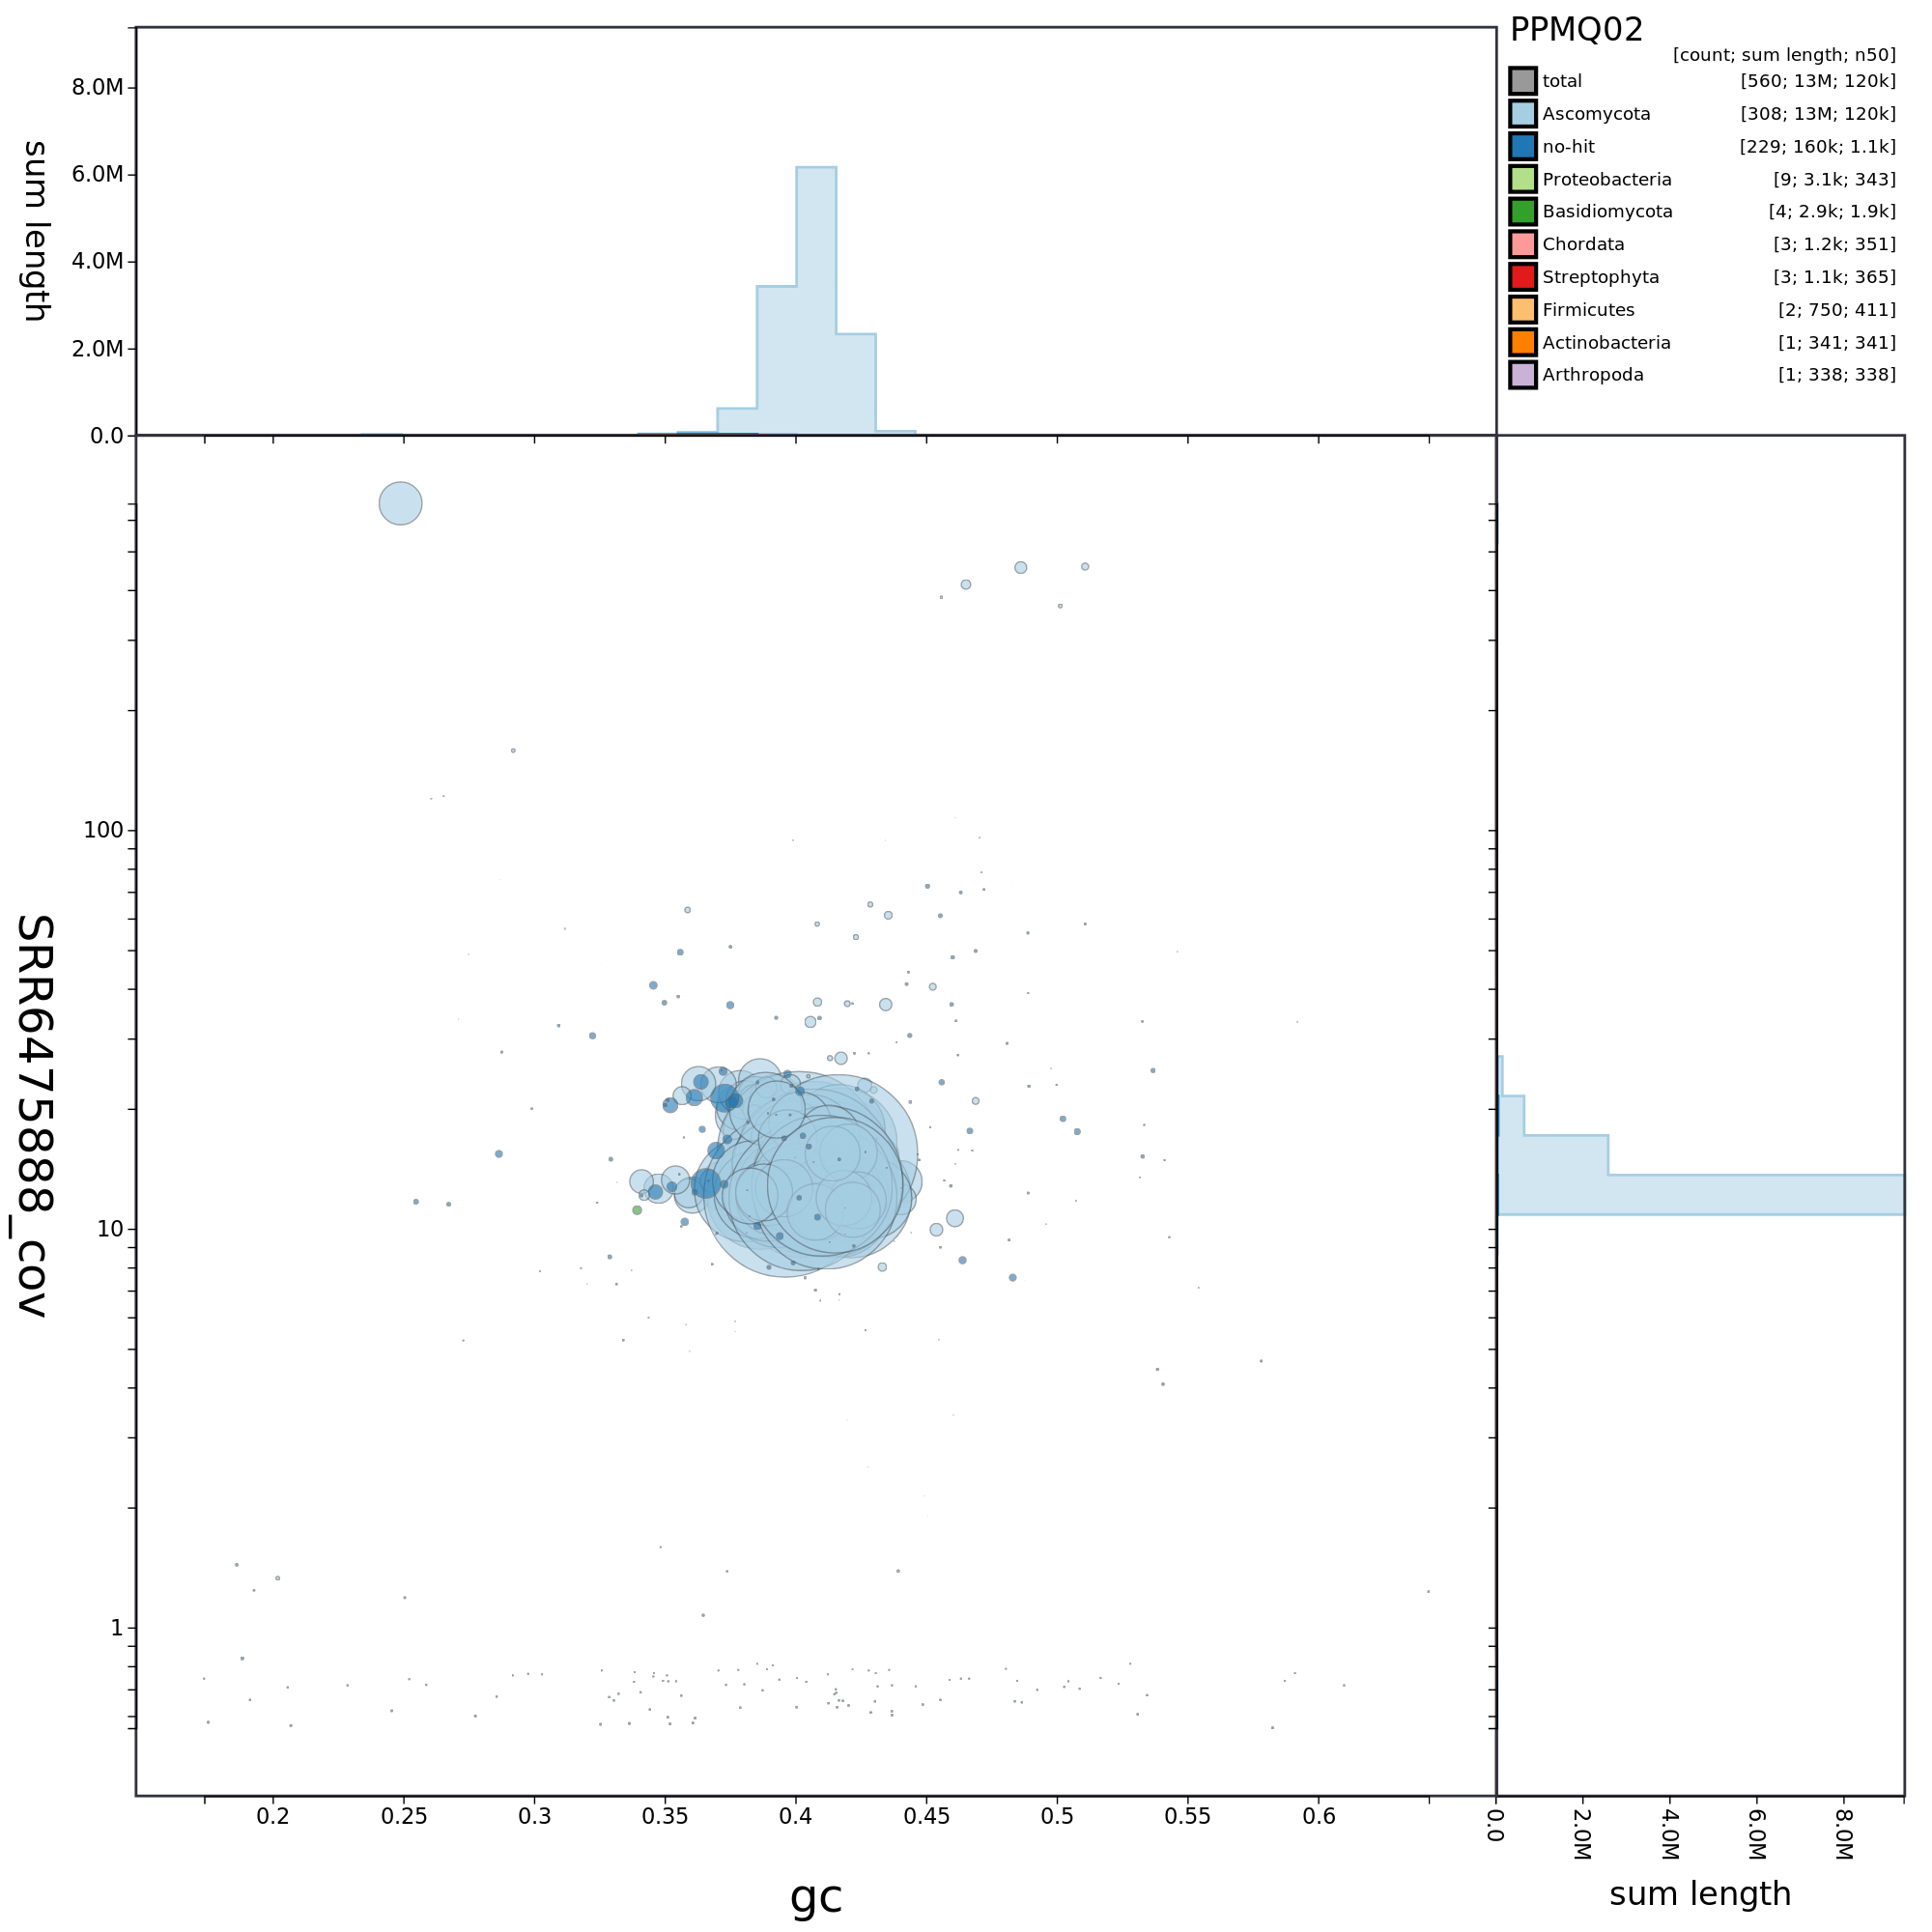 PPMQ02
[count; sum length; n50]
total [560; 13M; 120k]
Ascomycota [308; 13M; 120k]
no-hit [229; 160k; 1.1k]
Proteobacteria [9; 3.1k; 343]
Basidiomycota [4; 2.9k; 1.9k]
Chordata [3; 1.2k; 351]
Streptophyta [3; 1.1k; 365]
Firmicutes [2; 750; 411]
Actinobacteria [1; 341; 341]
Arthropoda [1; 338; 338]
sum length
8.0M
6.0M
4.0M
2.0M
0.0
SRR6475888_cov
100
10
1
0.2 0.25 0.3 0.35 0.4 0.45 0.5 0.55 0.6
gc
0.0 2.0M 4.0M 6.0M 8.0M
sum length